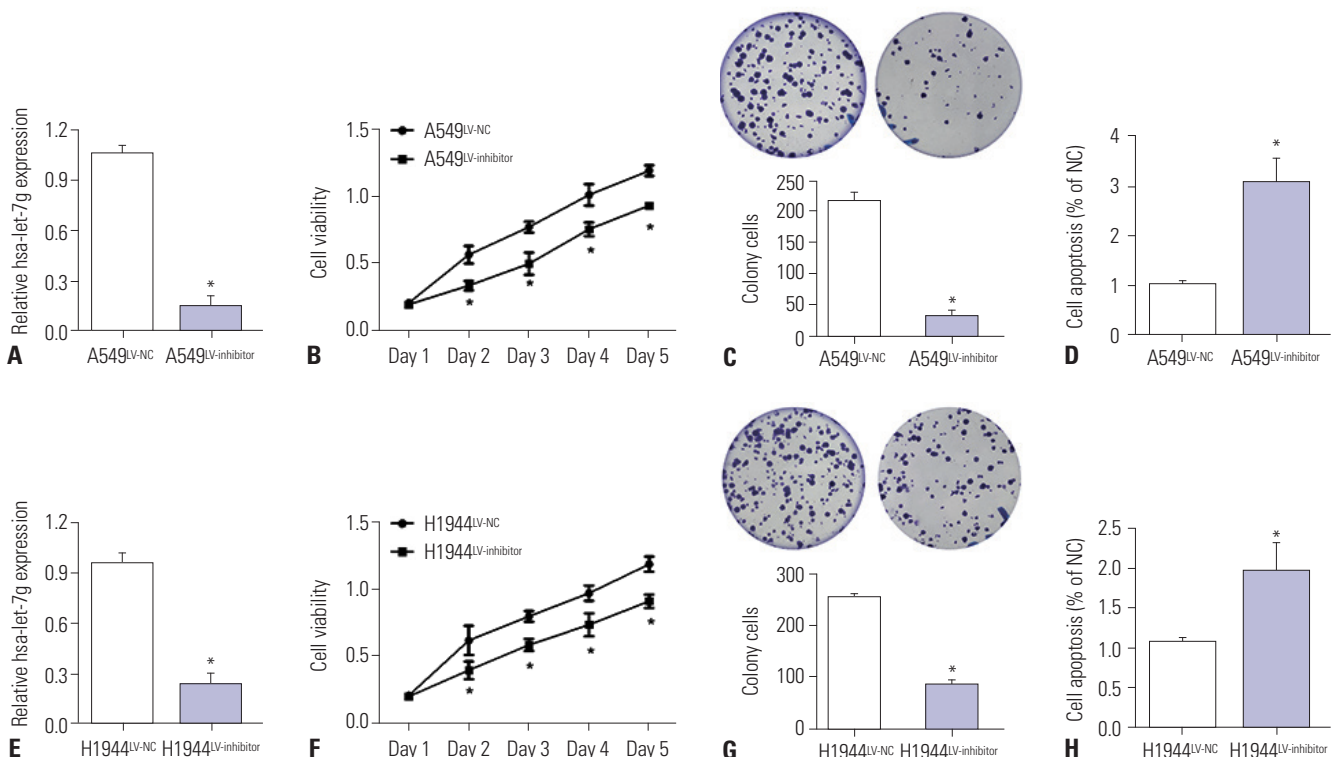 Relative hsa-let-7g expression
1.2
0.9
0.6
0.3
0.0
*
A549LV-NC A549LV-inhibitor
A
Cell viability
1.5
1.0
0.5
0.0
A549LV-NC
A549LV-inhibitor
* * * *
Day 1 Day 2 Day 3 Day 4 Day 5
B
Colony cells
250
200
150
100
50
0
*
A549LV-NC A549LV-inhibitor
C
Cell apoptosis (% of NC)
4
3
2
1
0
*
A549LV-NC A549LV-inhibitor
D
Relative hsa-let-7g expression
1.2
0.9
0.6
0.3
0.0
*
H1944LV-NC H1944LV-inhibitor
E
Cell viability
1.5
1.0
0.5
0.0
H1944LV-NC
H1944LV-inhibitor
* * * *
Day 1 Day 2 Day 3 Day 4 Day 5
F
Colony cells
300
200
100
0
*
H1944LV-NC H1944LV-inhibitor
G
Cell apoptosis (% of NC)
2.5
2.0
1.5
1.0
0.5
0.0
*
H1944LV-NC H1944LV-inhibitor
H